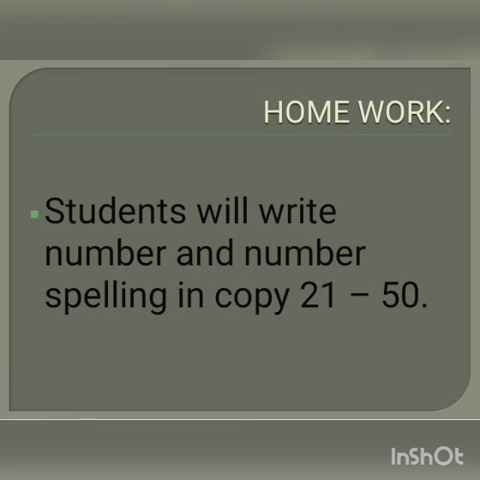 HOME WORK:
Students will write
number and number
spelling in copy 21 – 50.
InShOt